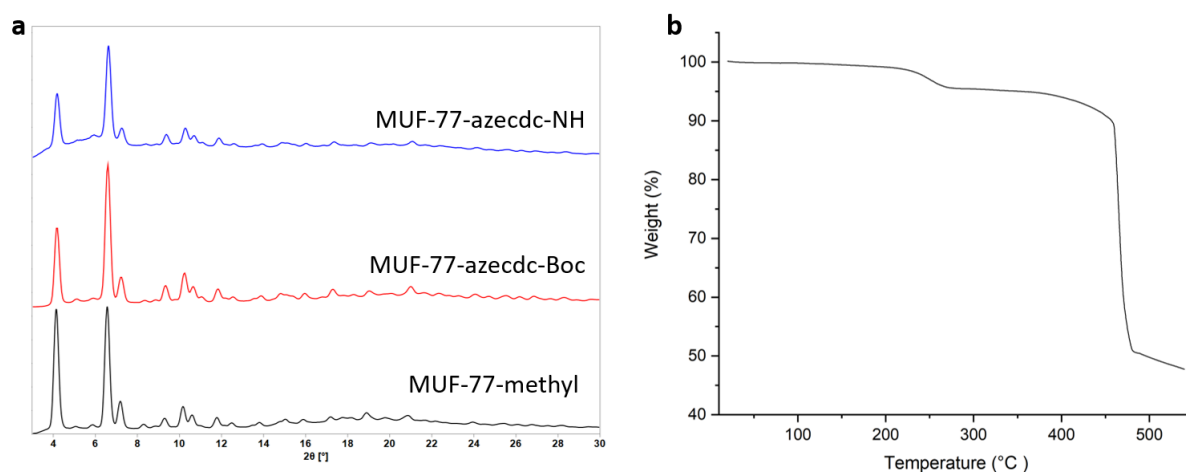 a
MUF-77-azecdc-NH
MUF-77-azecdc-Boc
MUF-77-methyl
4 6 8 10 12 14 16 18 20 22 24 26 28 30
2θ [°]
b
100
90
80
70
60
50
40
Weight (%)
100 200 300 400 500
Temperature (°C )